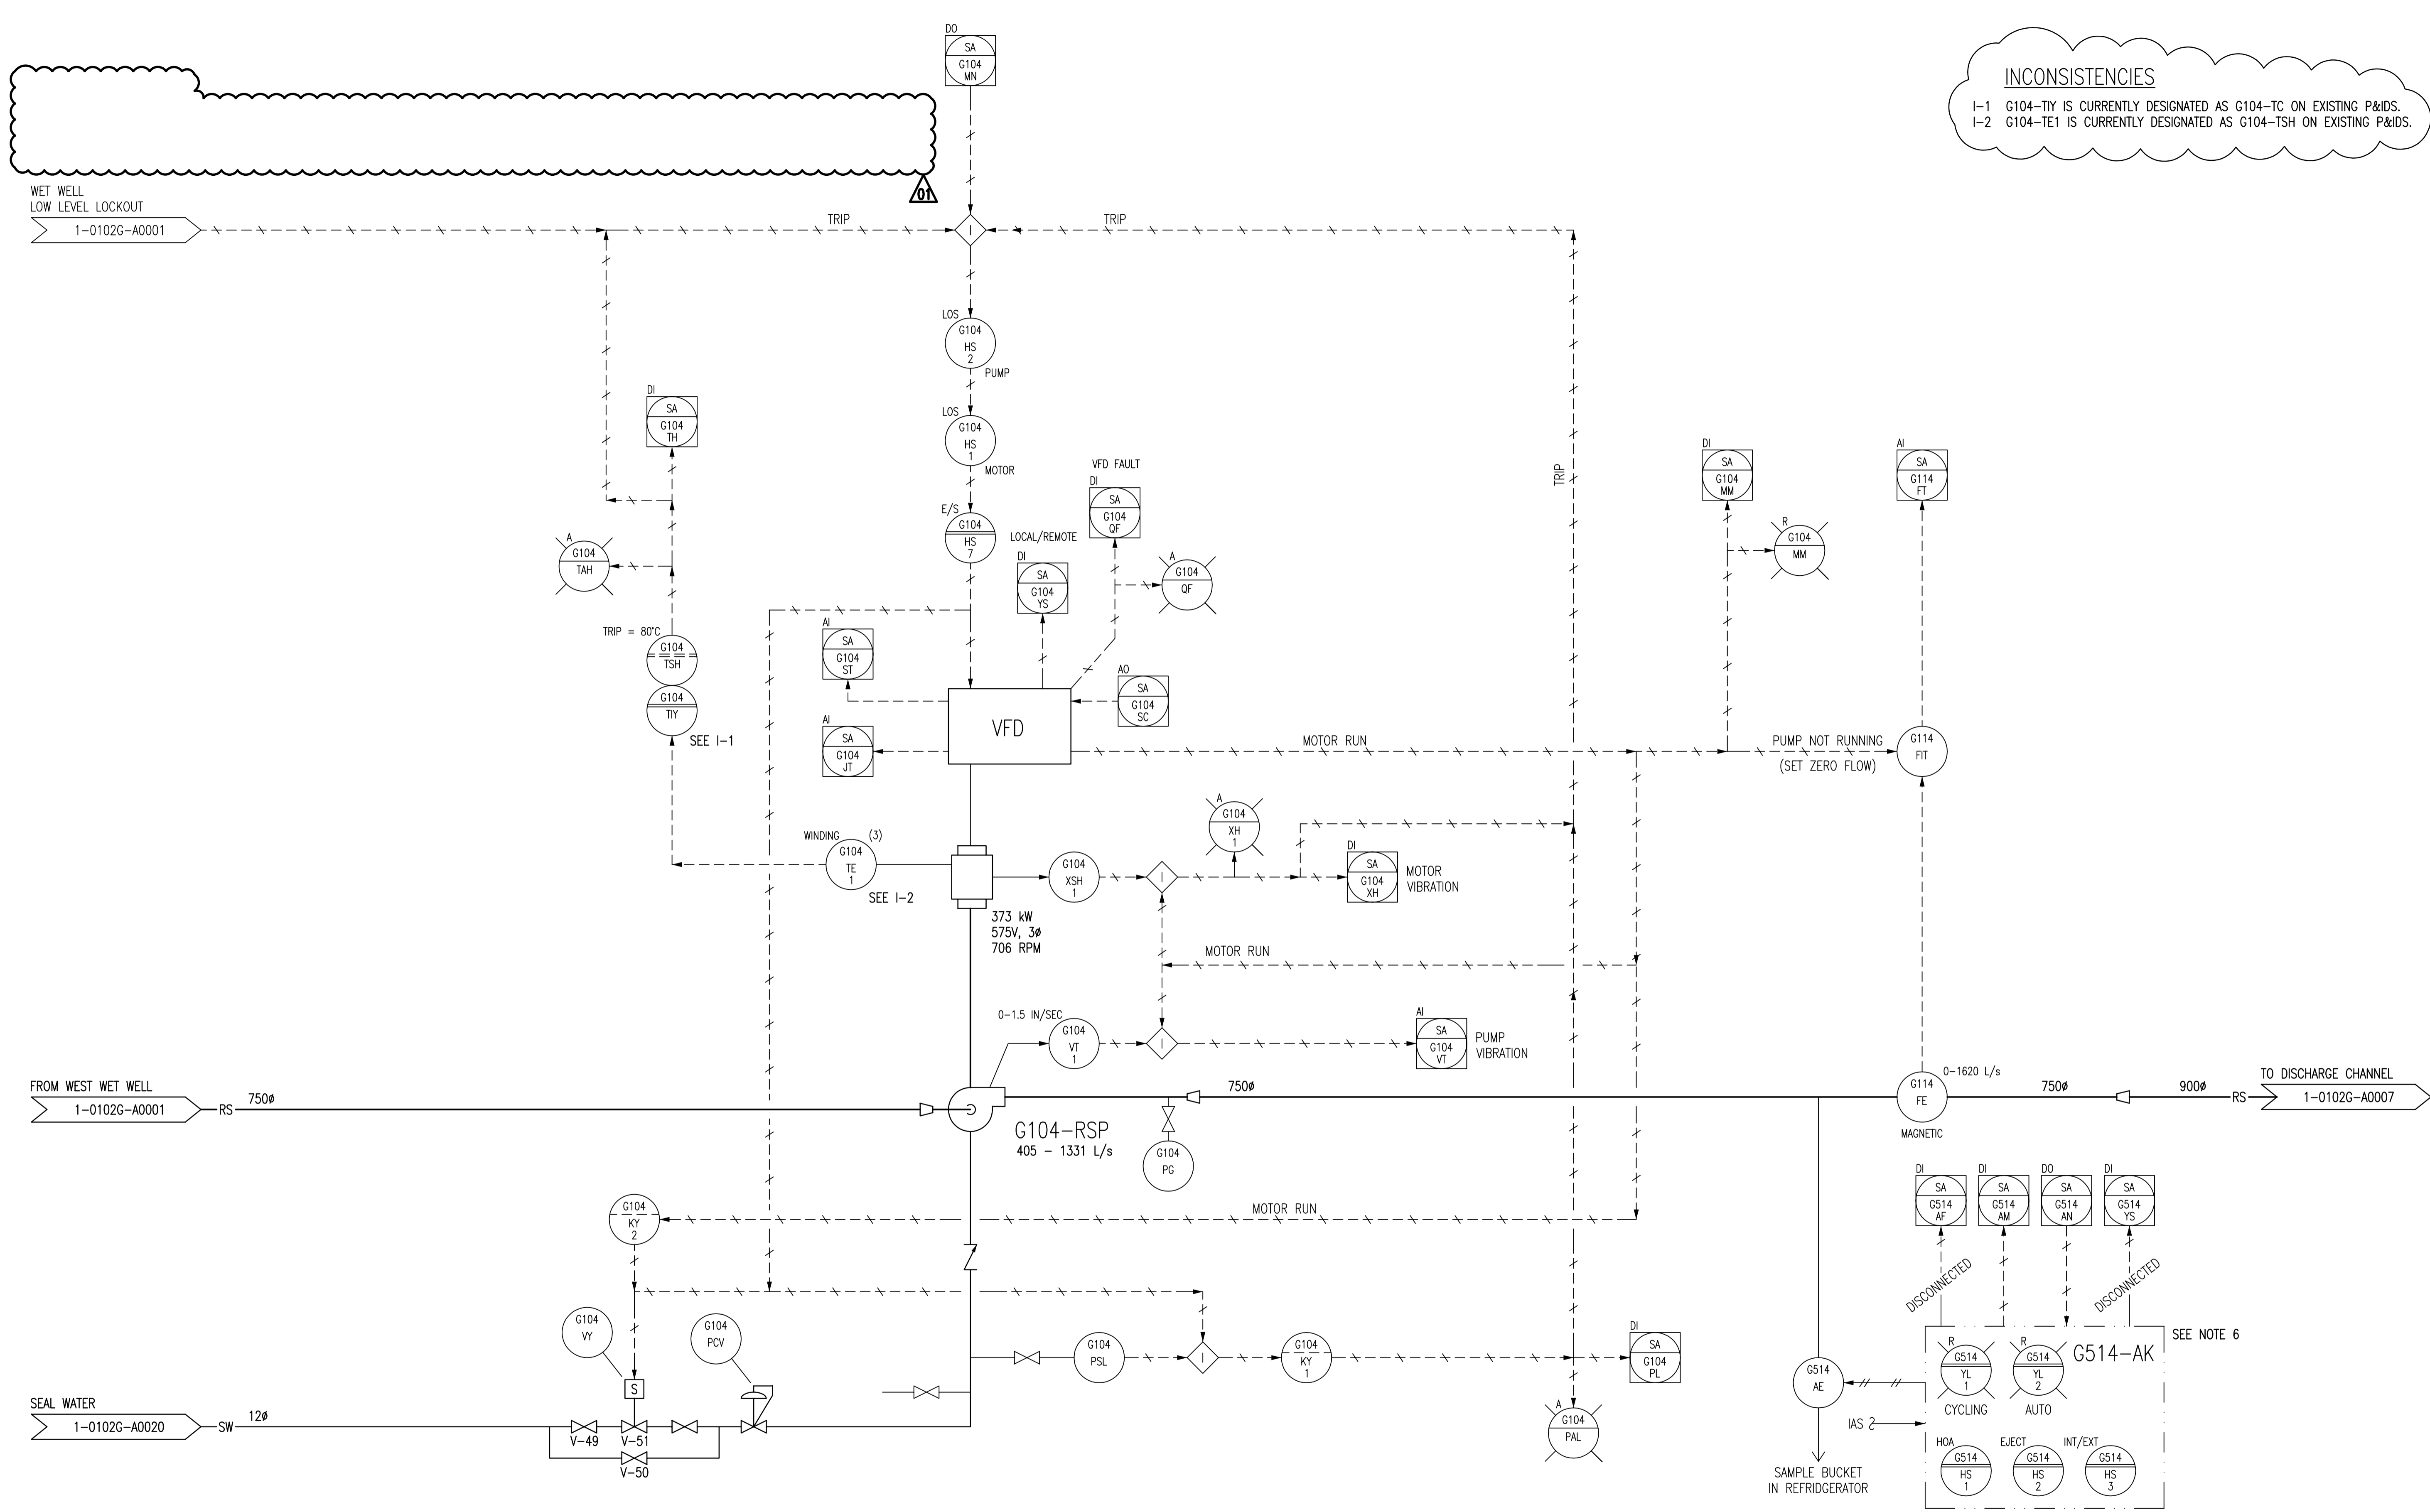 DO
SA
G104
MN
INCONSISTENCIES
I-1 G104-TIY IS CURRENTLY DESIGNATED AS G104-TC ON EXISTING P&IDS.
I-2 G104-TE1 IS CURRENTLY DESIGNATED AS G104-TSH ON EXISTING P&IDS.
01
WET WELL
LOW LEVEL LOCKOUT
1-0102G-A0001
TRIP
I
TRIP
LOS
G104
HS
2
PUMP
LOS
G104
HS
1
MOTOR
E/S
G104
HS
7
DI
SA
G104
TH
A
G104
TAH
TRIP = 80°C
G104
TSH
G104
TIY
SEE I-1
VFD FAULT
DI
SA
G104
QF
A
G104
QF
LOCAL/REMOTE
DI
SA
G104
YS
AI
SA
G104
ST
AO
SA
G104
SC
VFD
AI
SA
G104
JT
TRIP
DI
SA
G104
MM
R
G104
MM
AI
SA
G114
FT
MOTOR RUN
PUMP NOT RUNNING
(SET ZERO FLOW)
G114
FIT
WINDING
(3)
G104
TE
1
SEE I-2
373 kW
575V, 3ø
706 RPM
G104
XSH
1
I
A
G104
XH
1
DI
SA
G104
XH
MOTOR
VIBRATION
MOTOR RUN
0-1.5 IN/SEC
G104
VT
1
I
AI
SA
G104
VT
PUMP
VIBRATION
FROM WEST WET WELL
1-0102G-A0001
RS
750ø
G104-RSP
405 - 1331 L/s
G104
PG
750ø
G114
FE
0-1620 L/s
MAGNETIC
750ø
900ø
RS
TO DISCHARGE CHANNEL
1-0102G-A0007
G104
KY
2
MOTOR RUN
G104
VY
S
G104
PCV
SEAL WATER
1-0102G-A0020
SW
12ø
V-49
V-51
V-50
G104
PSL
I
G104
KY
1
DI
SA
G104
PL
A
G104
PAL
DI
SA
G514
AF
DI
SA
G514
AM
DO
SA
G514
AN
DI
SA
G514
YS
DISCONNECTED
DISCONNECTED
SEE NOTE 6
G514-AK
R
G514
YL
1
CYCLING
R
G514
YL
2
AUTO
G514
AE
IAS
SAMPLE BUCKET
IN REFRIDGERATOR
HOA
G514
HS
1
EJECT
G514
HS
2
INT/EXT
G514
HS
3